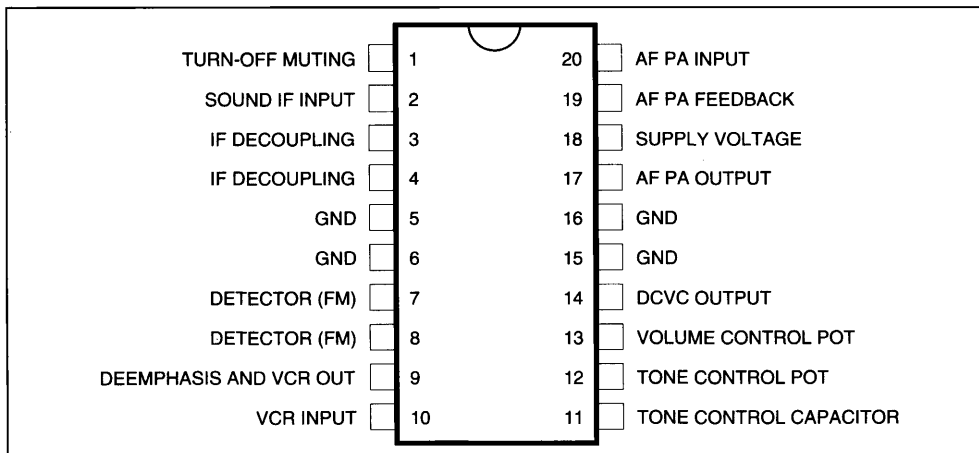 TURN-OFF MUTING 1 20 AF PA INPUT
SOUND IF INPUT 2 19 AF PA FEEDBACK
IF DECOUPLING 3 18 SUPPLY VOLTAGE
IF DECOUPLING 4 17 AF PA OUTPUT
GND 5 16 GND
GND 6 15 GND
DETECTOR (FM) 7 14 DCVC OUTPUT
DETECTOR (FM) 8 13 VOLUME CONTROL POT
DEEMPHASIS AND VCR OUT 9 12 TONE CONTROL POT
VCR INPUT 10 11 TONE CONTROL CAPACITOR